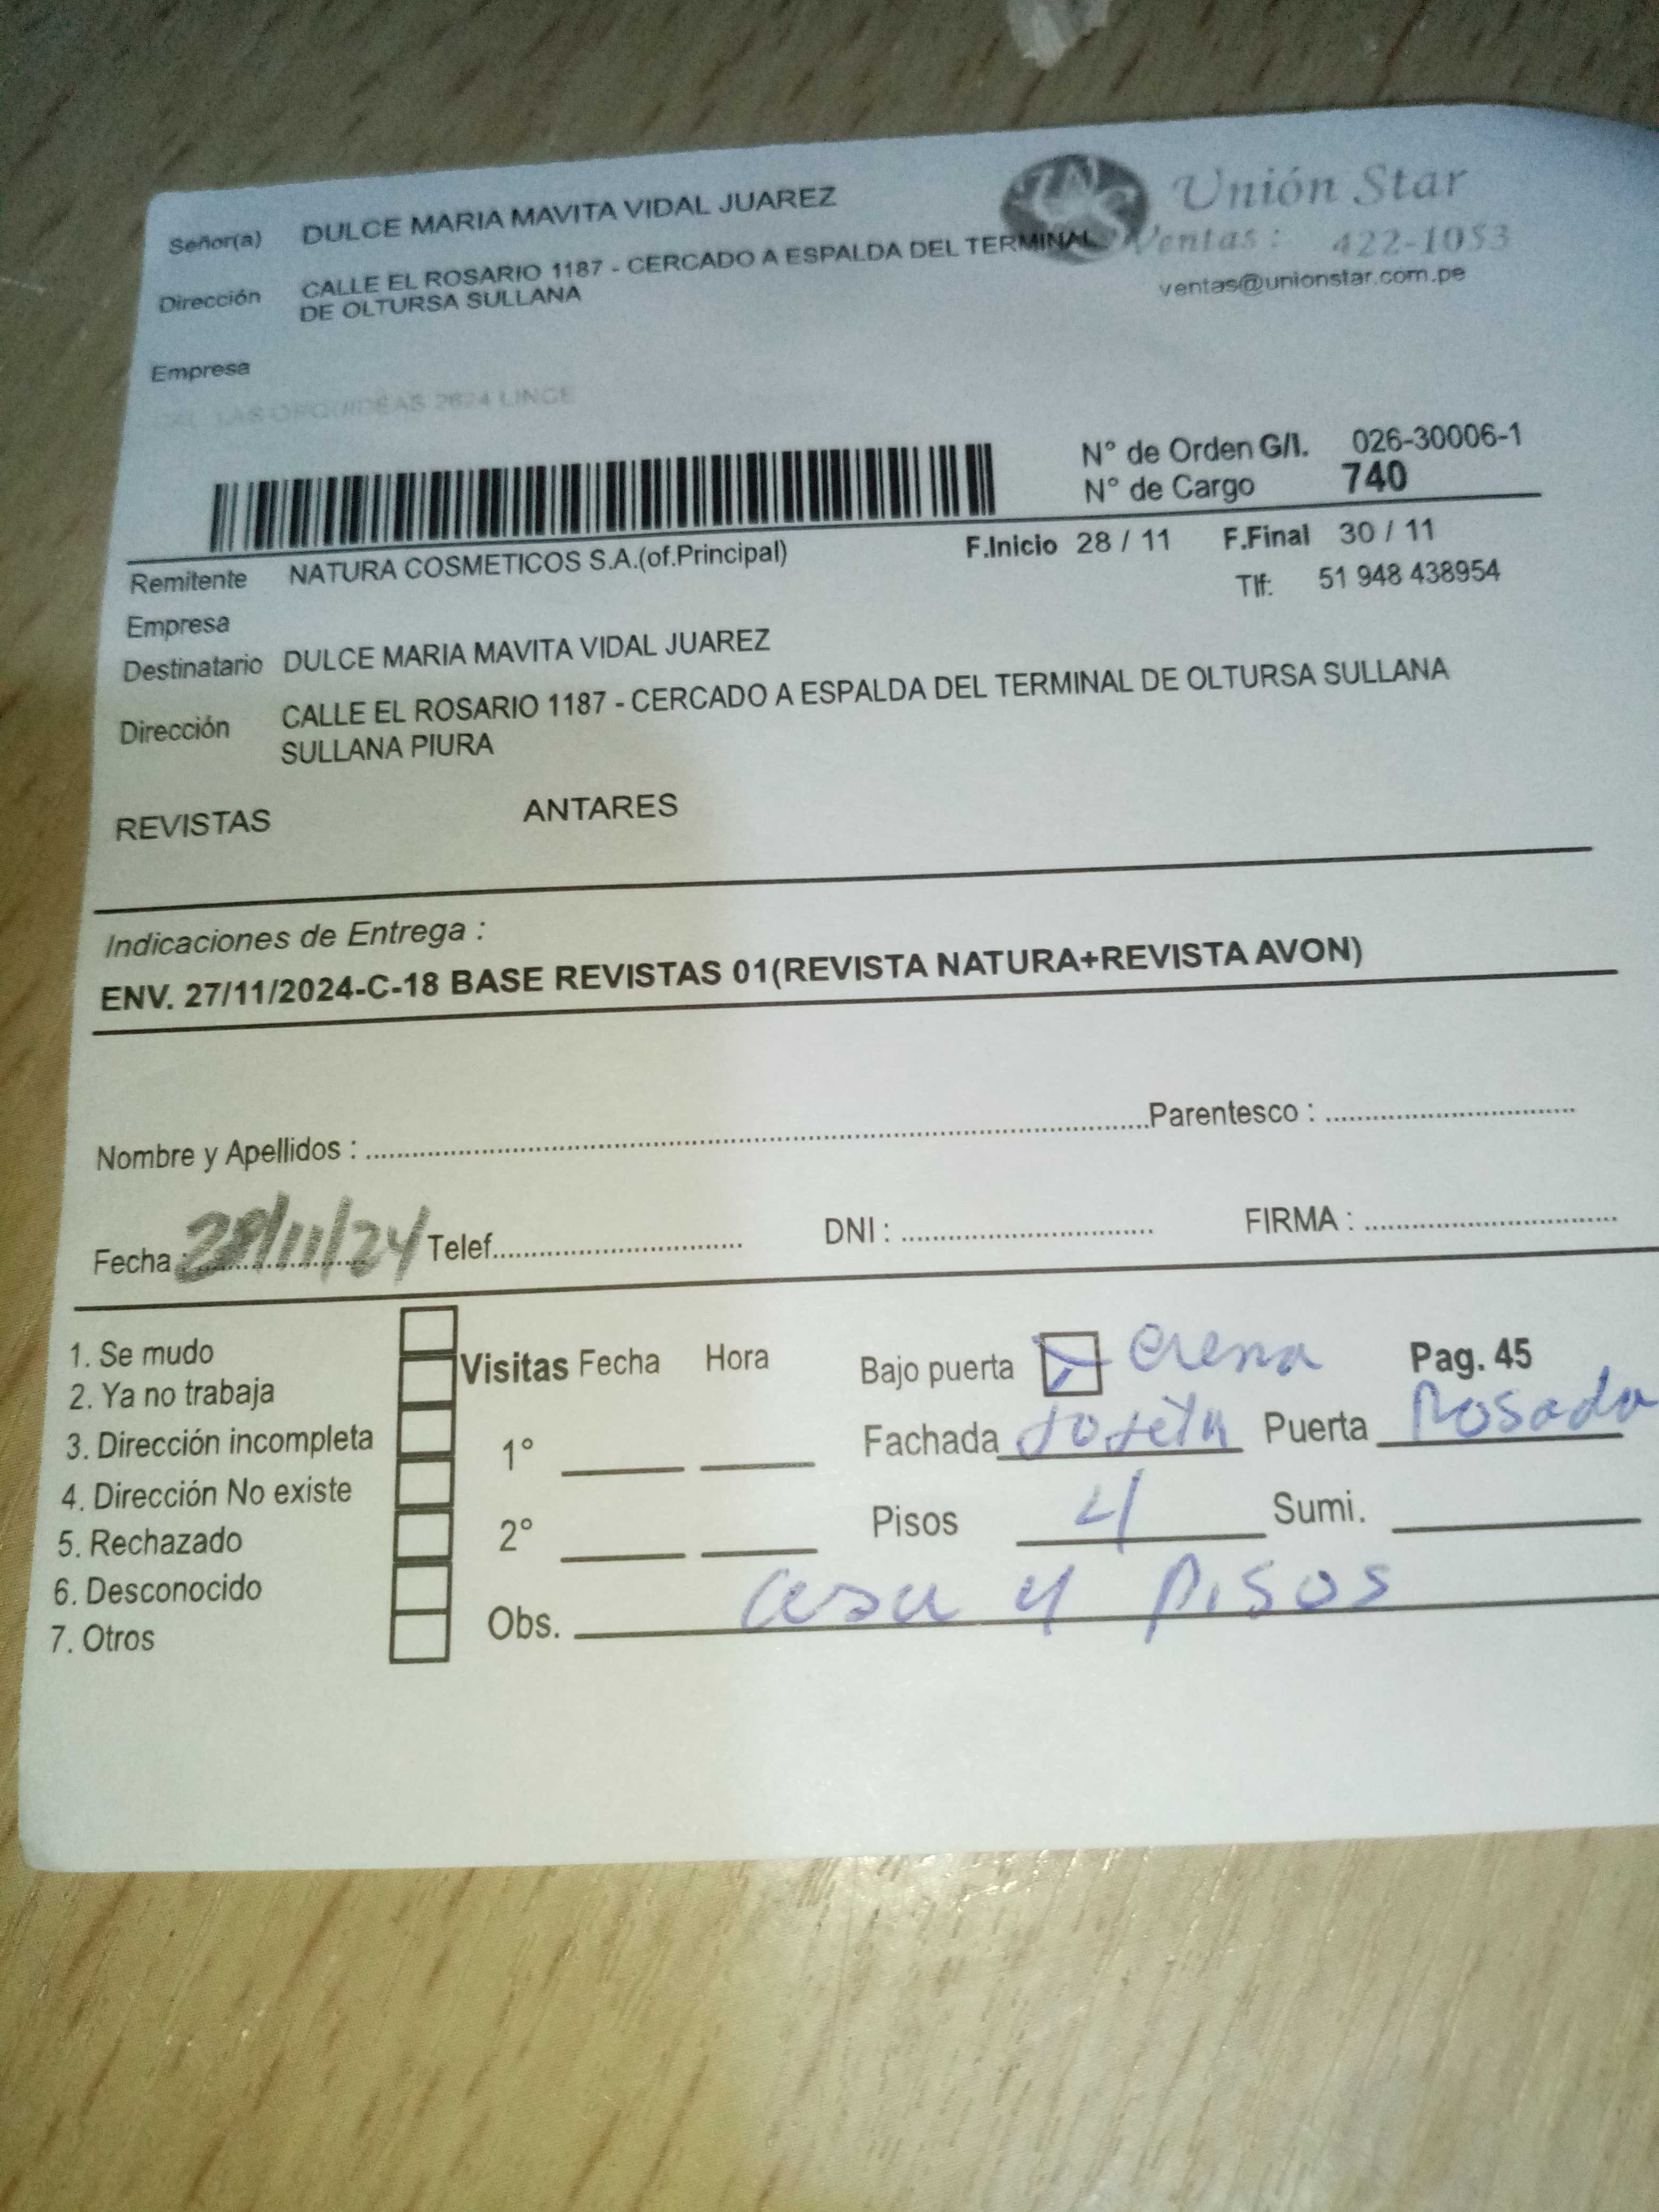 Señor(a) DULCE MARIA MAVITA VIDAL JUAREZ
Unión Star
Ventas: 422-1053
ventas@unionstar.com.pe
Dirección CALLE EL ROSARIO 1187 - CERCADO A ESPALDA DEL TERMINAL
DE OLTURSA SULLANA
Empresa
LAS ORQUIDEAS 2624 LINCE
N° de Orden G/I. 026-30006-1
N° de Cargo 740
Remitente NATURA COSMETICOS S.A.(of.Principal) F.Inicio 28 / 11 F.Final 30 / 11
Tlf: 51 948 438954
Empresa
Destinatario DULCE MARIA MAVITA VIDAL JUAREZ
Dirección CALLE EL ROSARIO 1187 - CERCADO A ESPALDA DEL TERMINAL DE OLTURSA SULLANA
SULLANA PIURA
REVISTAS ANTARES
Indicaciones de Entrega :
ENV. 27/11/2024-C-18 BASE REVISTAS 01(REVISTA NATURA+REVISTA AVON)
Nombre y Apellidos : Parentesco :
Fecha : 28/11/24 Telef. DNI : FIRMA :
1. Se mudo
2. Ya no trabaja
3. Dirección incompleta
4. Dirección No existe
5. Rechazado
6. Desconocido
7. Otros
Visitas Fecha Hora
1°
2°
Bajo puerta crema Pag. 45
Fachada Puerta Rosada
Pisos 4 Sumi.
Obs. casa 4 pisos